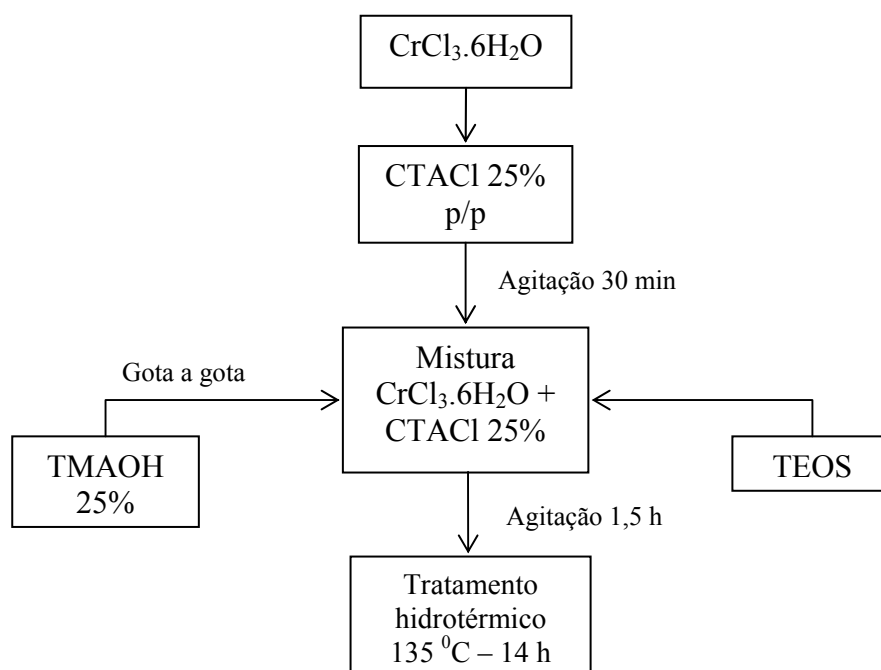 CrCl₃.6H₂O
CTACl 25%
p/p
Agitação 30 min
Mistura
CrCl₃.6H₂O +
CTACl 25%
Gota a gota
TMAOH
25%
TEOS
Agitação 1,5 h
Tratamento
hidrotérmico
135 ⁰C – 14 h